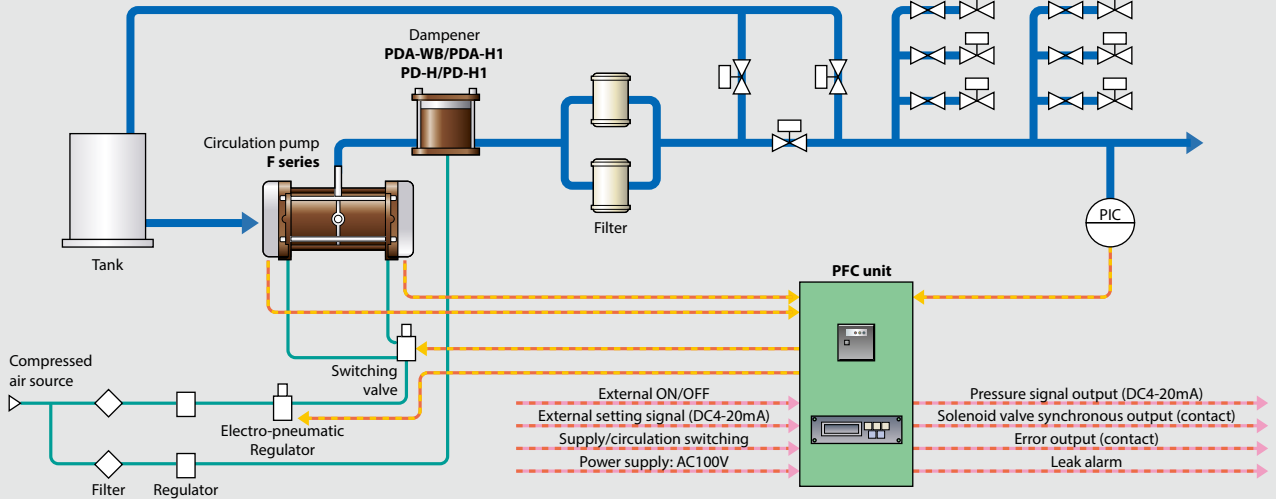 Dampener
PDA-WB/PDA-H1
PD-H/PD-H1
Circulation pump
F series
Tank
Filter
PIC
PFC unit
Compressed
air source
Switching
valve
Electro-pneumatic
Regulator
Filter
Regulator
External ON/OFF
External setting signal (DC4-20mA)
Supply/circulation switching
Power supply: AC100V
Pressure signal output (DC4-20mA)
Solenoid valve synchronous output (contact)
Error output (contact)
Leak alarm